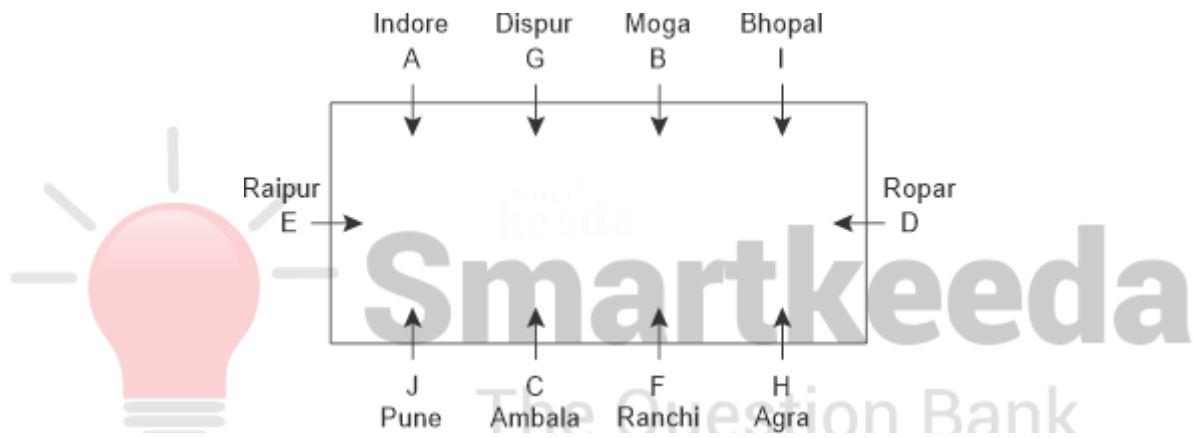 Indore Dispur Moga Bhopal
A G B I
Raipur Ropar
E D
Smartkeeda
J C F H
The Question Bank
Pune Ambala Ranchi Agra